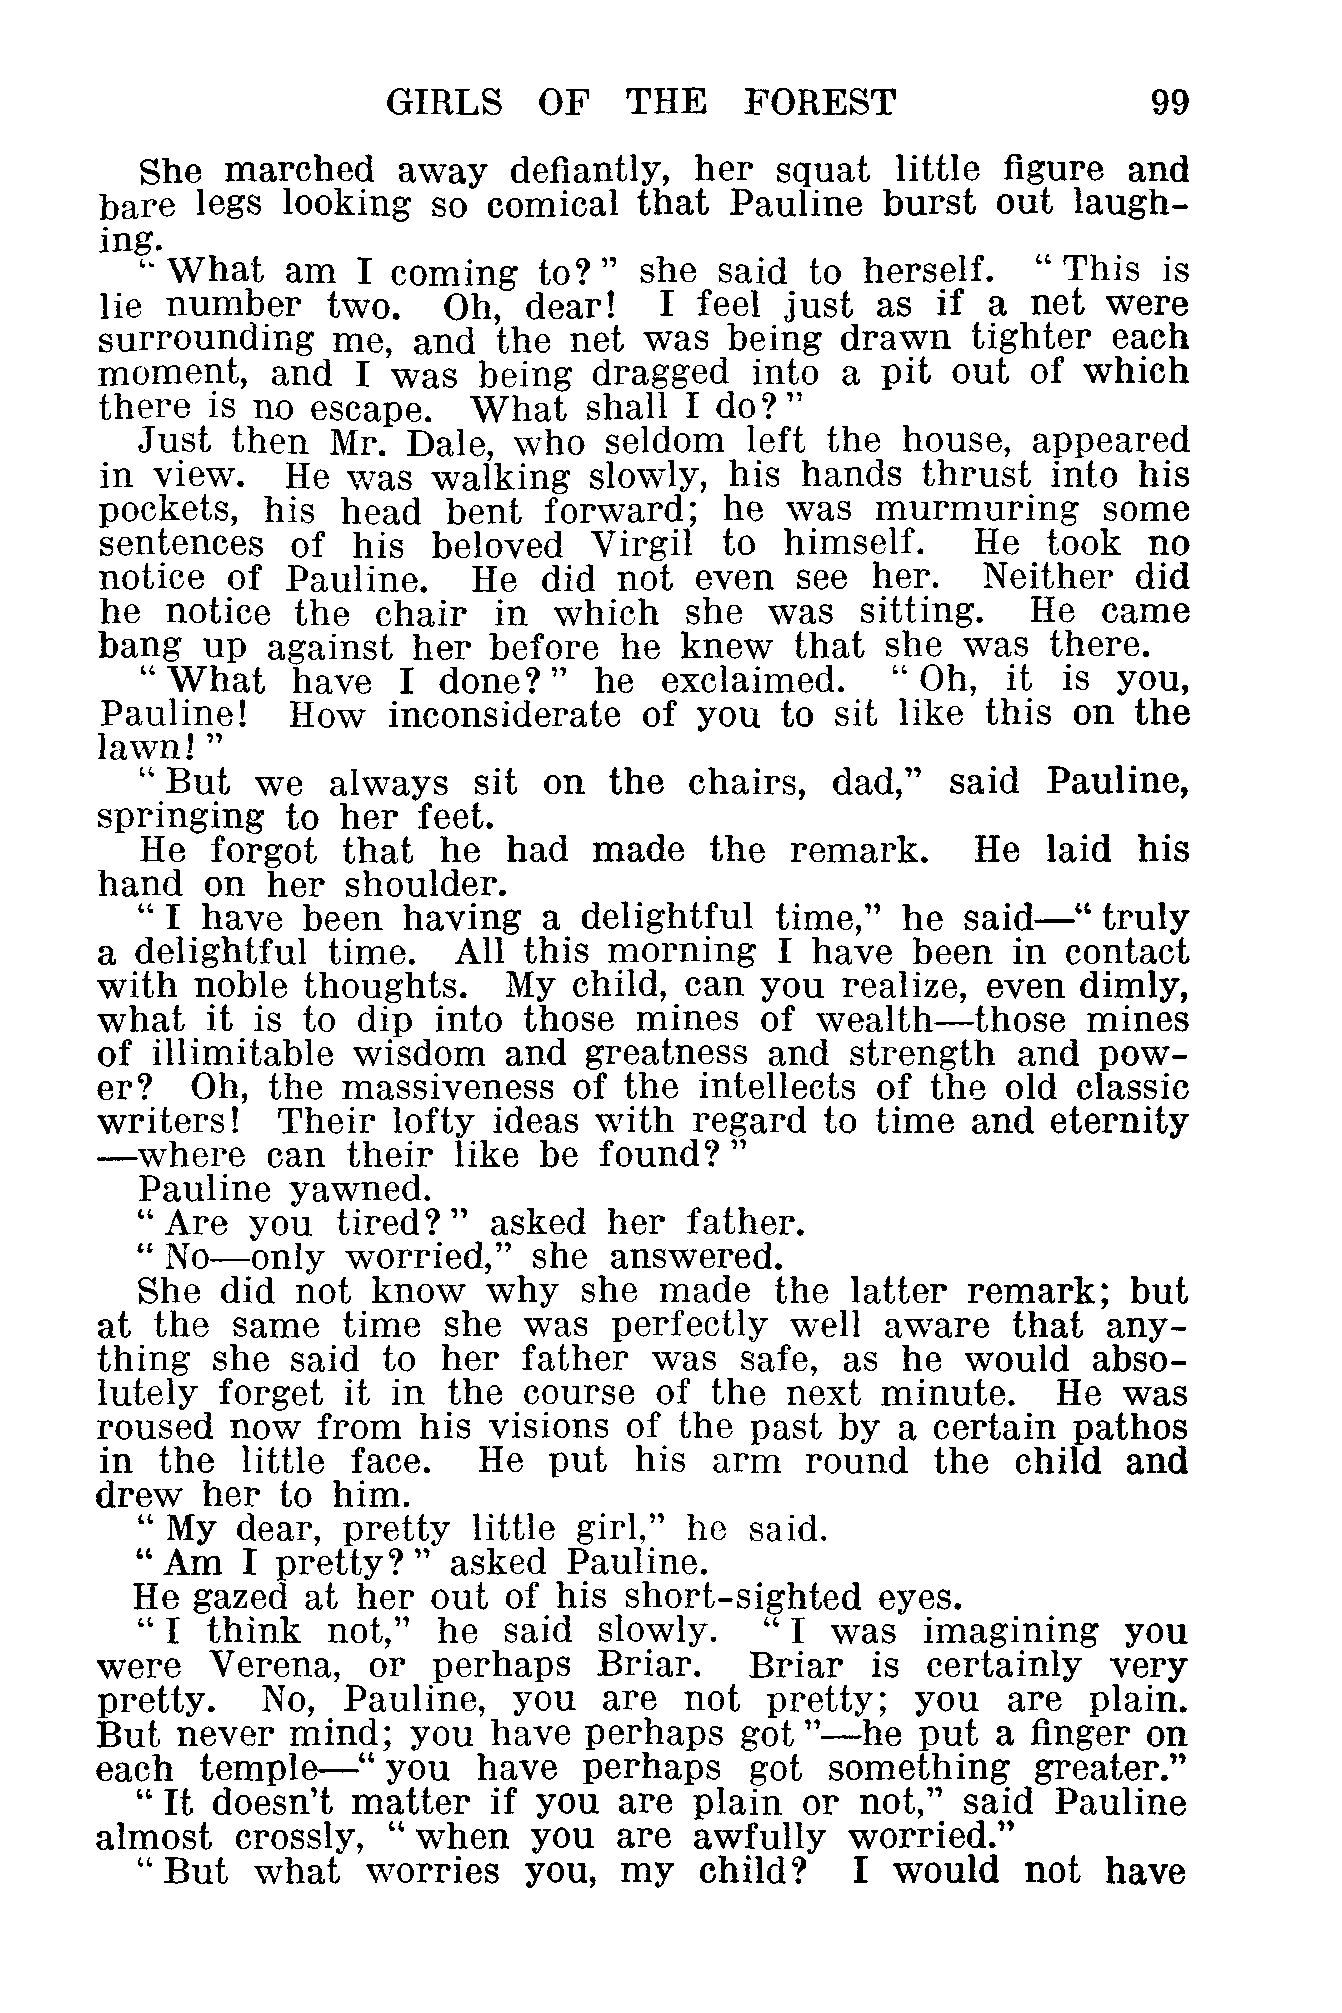 GIRLS OF THE FOREST 99
She marched away defiantly, her squat little figure and
bare legs looking so comical that Pauline burst out laugh-
ing.
“What am I coming to?” she said to herself. “This is
lie number two. Oh, dear! I feel just as if a net were
surrounding me, and the net was being drawn tighter each
moment, and I was being dragged into a pit out of which
there is no escape. What shall I do?”
Just then Mr. Dale, who seldom left the house, appeared
in view. He was walking slowly, his hands thrust into his
pockets, his head bent forward; he was murmuring some
sentences of his beloved Virgil to himself. He took no
notice of Pauline. He did not even see her. Neither did
he notice the chair in which she was sitting. He came
bang up against her before he knew that she was there.
“What have I done?” he exclaimed. “Oh, it is you,
Pauline! How inconsiderate of you to sit like this on the
lawn!”
“But we always sit on the chairs, dad,” said Pauline,
springing to her feet.
He forgot that he had made the remark. He laid his
hand on her shoulder.
“I have been having a delightful time,” he said—“truly
a delightful time. All this morning I have been in contact
with noble thoughts. My child, can you realize, even dimly,
what it is to dip into those mines of wealth—those mines
of illimitable wisdom and greatness and strength and pow-
er? Oh, the massiveness of the intellects of the old classic
writers! Their lofty ideas with regard to time and eternity
—where can their like be found?”
Pauline yawned.
“Are you tired?” asked her father.
“No—only worried,” she answered.
She did not know why she made the latter remark; but
at the same time she was perfectly well aware that any-
thing she said to her father was safe, as he would abso-
lutely forget it in the course of the next minute. He was
roused now from his visions of the past by a certain pathos
in the little face. He put his arm round the child and
drew her to him.
“My dear, pretty little girl,” he said.
“Am I pretty?” asked Pauline.
He gazed at her out of his short-sighted eyes.
“I think not,” he said slowly. “I was imagining you
were Verena, or perhaps Briar. Briar is certainly very
pretty. No, Pauline, you are not pretty; you are plain.
But never mind; you have perhaps got”—he put a finger on
each temple—“you have perhaps got something greater.”
“It doesn't matter if you are plain or not,” said Pauline
almost crossly, “when you are awfully worried.”
“But what worries you, my child? I would not have